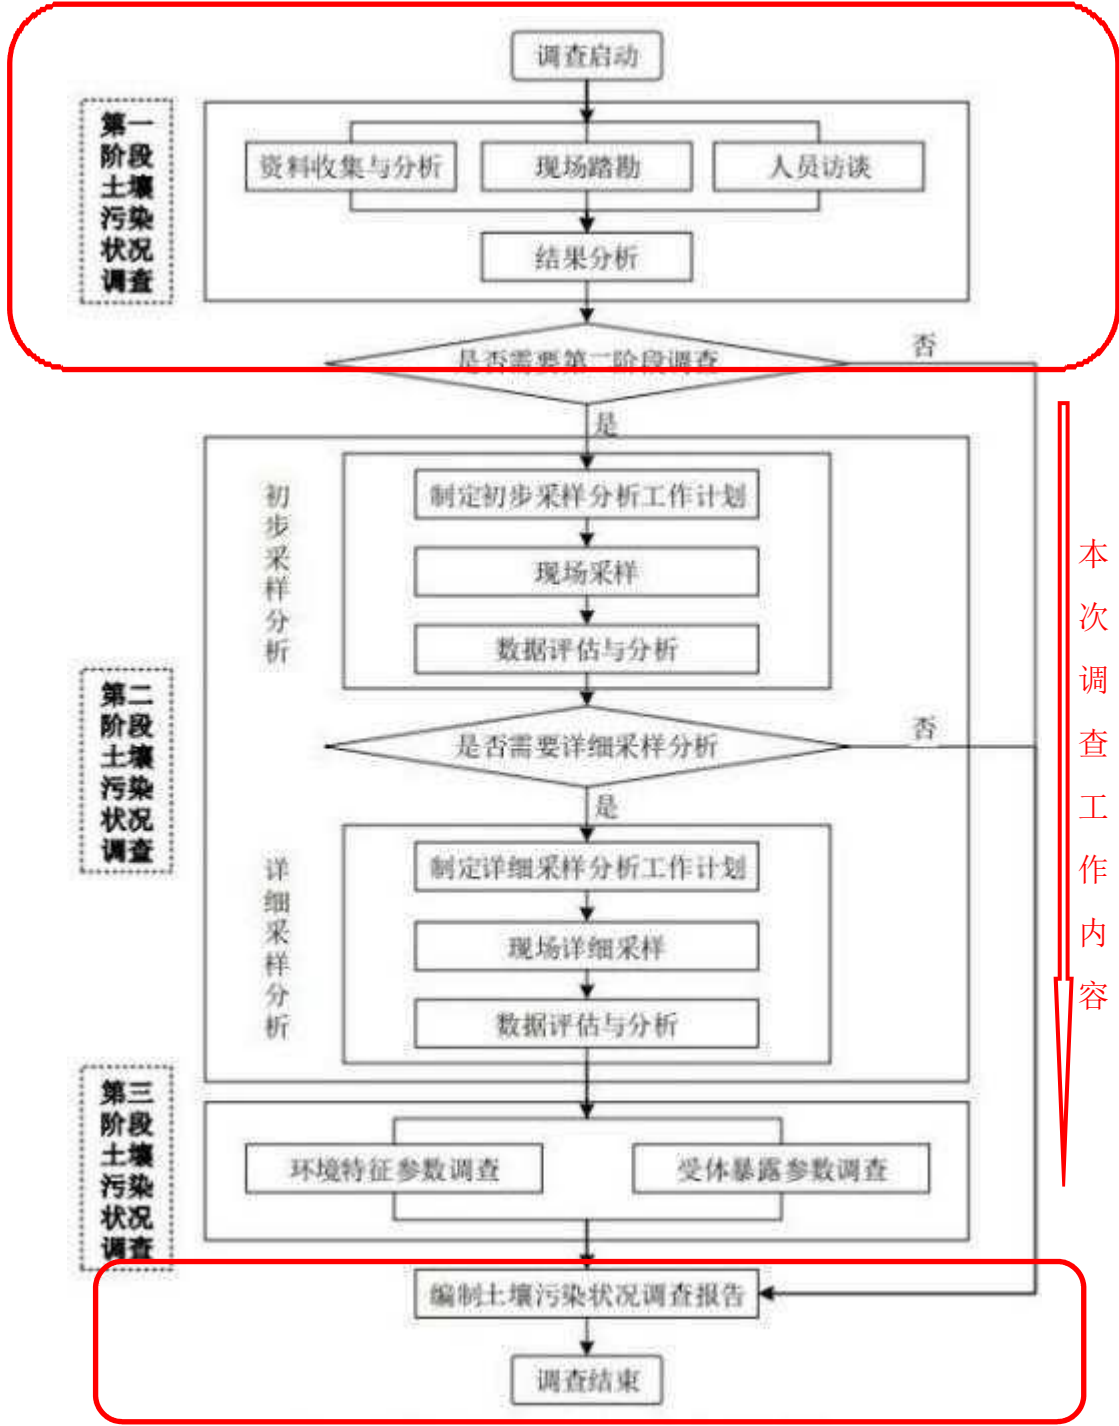 调查启动
第一
阶段
土壤
污染
状况
调查
资料收集与分析
现场踏勘
人员访谈
结果分析
是否需要第二阶段调查
否
是
初步采样分析
制定初步采样分析工作计划
现场采样
数据评估与分析
第二
阶段
土壤
污染
状况
调查
是否需要详细采样分析
否
是
详细采样分析
制定详细采样分析工作计划
现场详细采样
数据评估与分析
本次调查工作内容
第三
阶段
土壤
污染
状况
调查
环境特征参数调查
受体暴露参数调查
编制土壤污染状况调查报告
调查结束